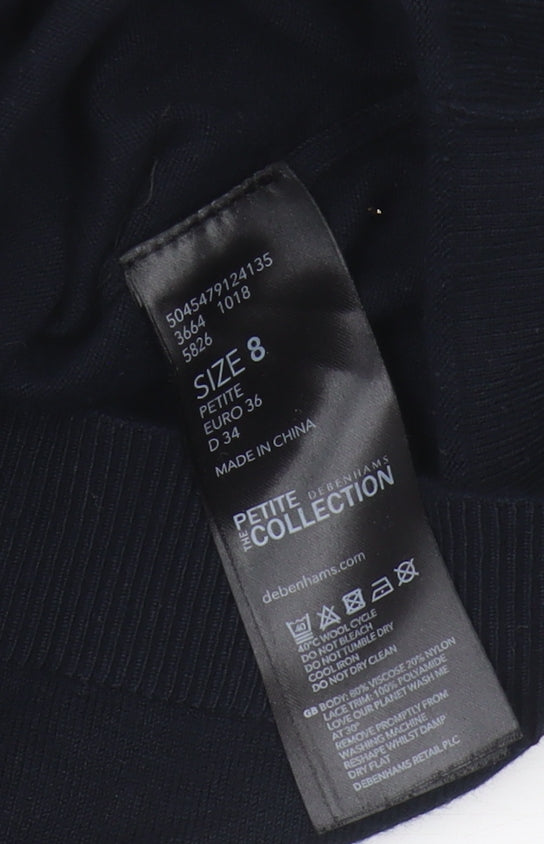 5045479124135
3664 1018
5826
SIZE 8
PETITE
EURO 36
D 34
MADE IN CHINA
DEBENHAMS
THE PETITE
COLLECTION
debenhams.com
40
40°C WOOL CYCLE
DO NOT BLEACH
DO NOT TUMBLE DRY
COOL IRON
DO NOT DRY CLEAN
GB BODY: 80% VISCOSE 20% NYLON
LACE TRIM: 100% POLYAMIDE
LOVE OUR PLANET WASH ME
AT 30°
REMOVE PROMPTLY FROM
WASHING MACHINE
RESHAPE WHILST DAMP
DRY FLAT
DEBENHAMS RETAIL PLC